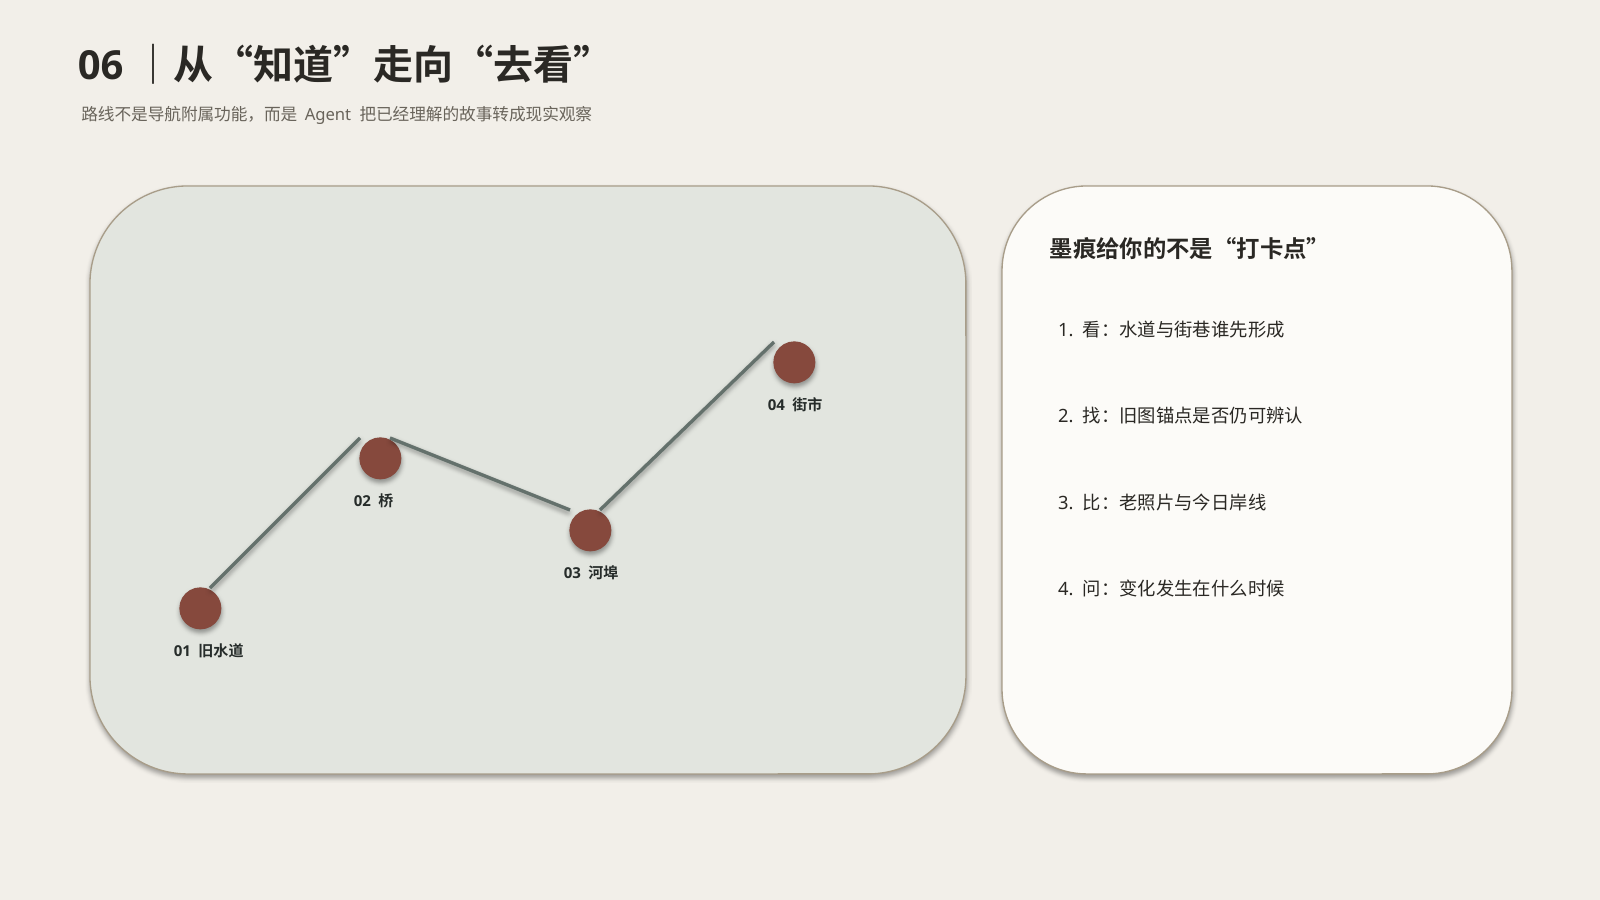 06｜从“知道”走向“去看”
路线不是导航附属功能，而是 Agent 把已经理解的故事转成现实观察
01 旧水道
02 桥
03 河埠
04 街市
墨痕给你的不是“打卡点”
1. 看：水道与街巷谁先形成
2. 找：旧图锚点是否仍可辨认
3. 比：老照片与今日岸线
4. 问：变化发生在什么时候